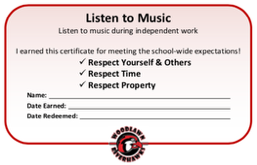 Listen to Music
Listen to music during independent work
I earned this certificate for meeting the school-wide expectations!
✓ Respect Yourself & Others
✓ Respect Time
✓ Respect Property
Name:
Date Earned:
Date Redeemed:
WOODLAWN
RIVERHAWKS